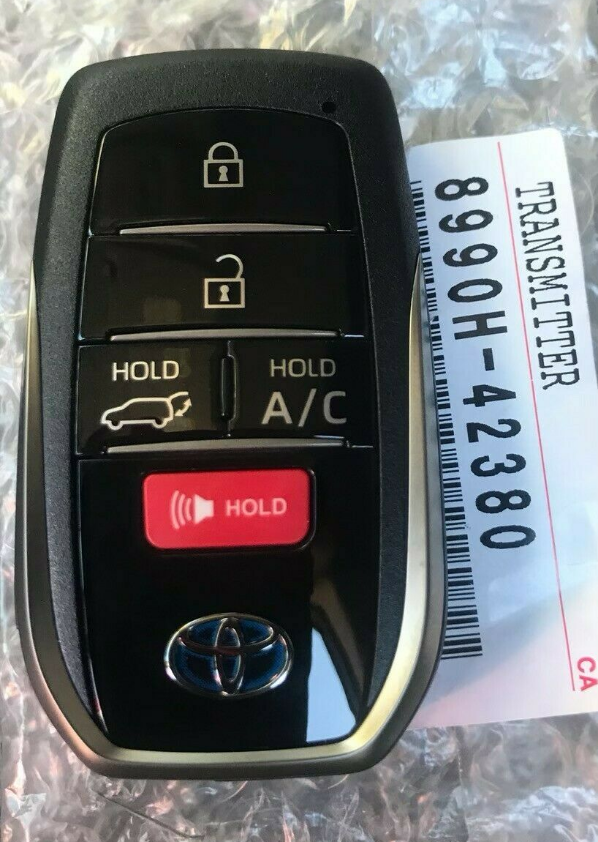 HOLD
HOLD
A/C
HOLD
TRANSMITTER
8990H-42380
CA